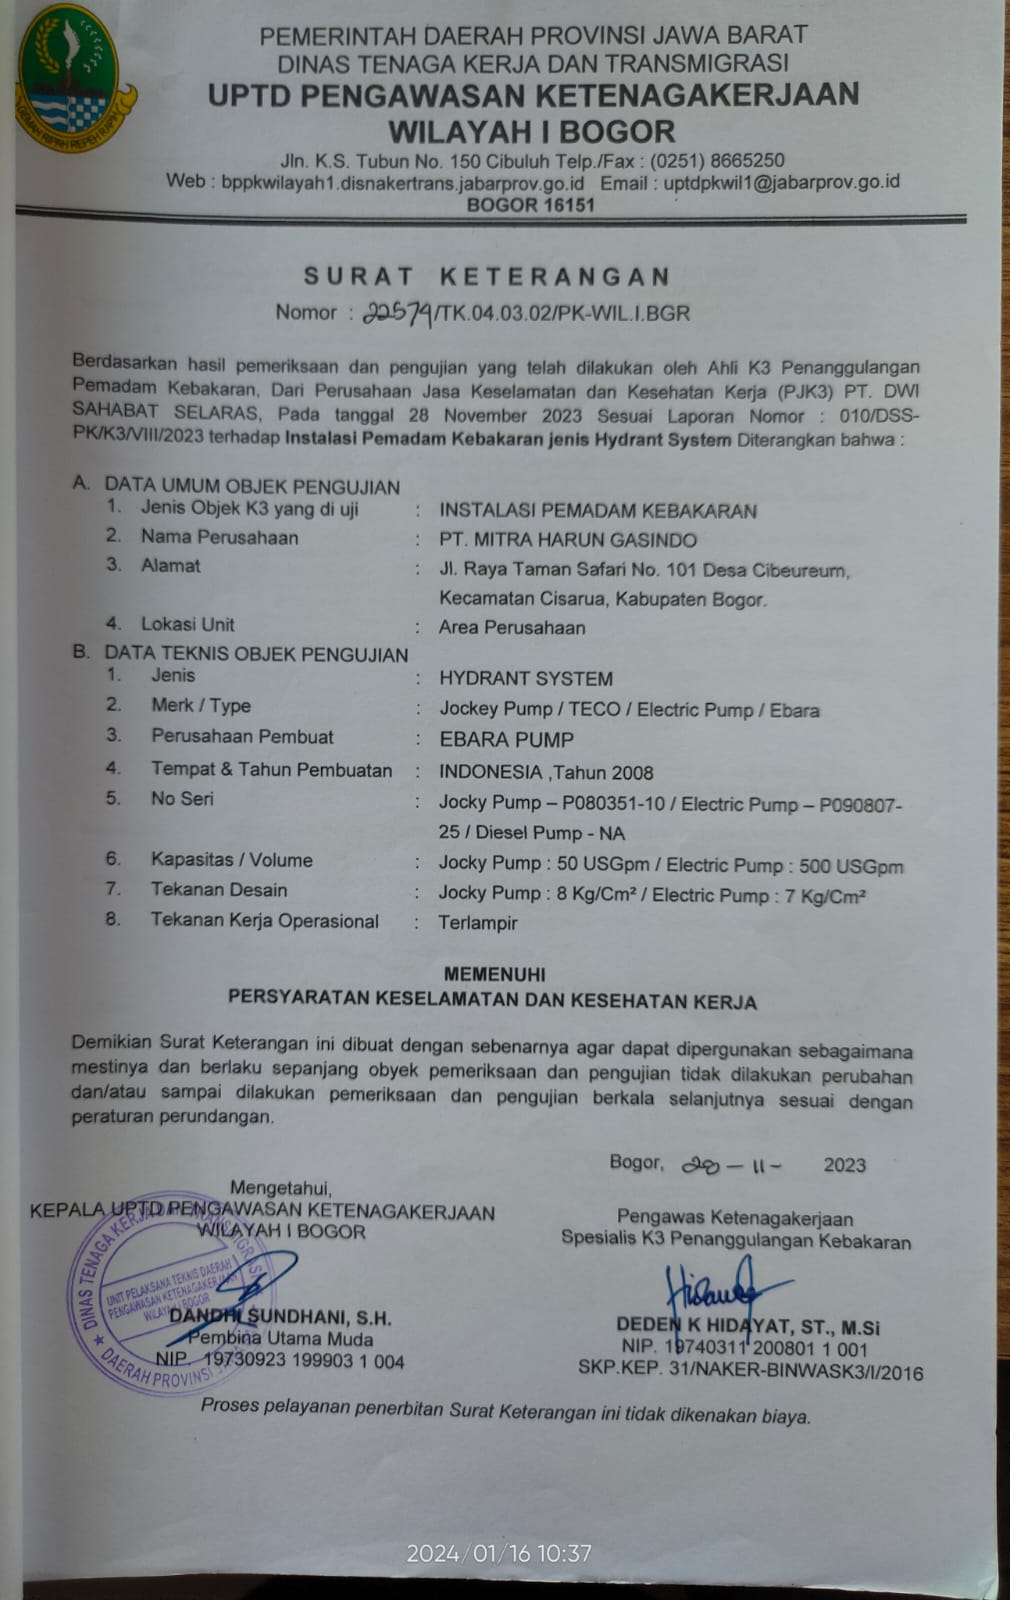 PEMERINTAH DAERAH PROVINSI JAWA BARAT
DINAS TENAGA KERJA DAN TRANSMIGRASI
UPTD PENGAWASAN KETENAGAKERJAAN
WILAYAH I BOGOR
Jln. K.S. Tubun No. 150 Cibuluh Telp./Fax : (0251) 8665250
Web : bppkwilayah1.disnakertrans.jabarprov.go.id Email : uptdpkwil1@jabarprov.go.id
BOGOR 16151
SURAT KETERANGAN
Nomor : 22579/TK.04.03.02/PK-WIL.I.BGR
Berdasarkan hasil pemeriksaan dan pengujian yang telah dilakukan oleh Ahli K3 Penanggulangan
Pemadam Kebakaran, Dari Perusahaan Jasa Keselamatan dan Kesehatan Kerja (PJK3) PT. DWI
SAHABAT SELARAS, Pada tanggal 28 November 2023 Sesuai Laporan Nomor : 010/DSS-
PK/K3/VIII/2023 terhadap Instalasi Pemadam Kebakaran jenis Hydrant System Diterangkan bahwa :
A. DATA UMUM OBJEK PENGUJIAN
1. Jenis Objek K3 yang di uji : INSTALASI PEMADAM KEBAKARAN
2. Nama Perusahaan : PT. MITRA HARUN GASINDO
3. Alamat : Jl. Raya Taman Safari No. 101 Desa Cibeureum,
Kecamatan Cisarua, Kabupaten Bogor.
4. Lokasi Unit : Area Perusahaan
B. DATA TEKNIS OBJEK PENGUJIAN
1. Jenis : HYDRANT SYSTEM
2. Merk / Type : Jockey Pump / TECO / Electric Pump / Ebara
3. Perusahaan Pembuat : EBARA PUMP
4. Tempat & Tahun Pembuatan : INDONESIA ,Tahun 2008
5. No Seri : Jocky Pump – P080351-10 / Electric Pump – P090807-
25 / Diesel Pump - NA
6. Kapasitas / Volume : Jocky Pump : 50 USGpm / Electric Pump : 500 USGpm
7. Tekanan Desain : Jocky Pump : 8 Kg/Cm² / Electric Pump : 7 Kg/Cm²
8. Tekanan Kerja Operasional : Terlampir
MEMENUHI
PERSYARATAN KESELAMATAN DAN KESEHATAN KERJA
Demikian Surat Keterangan ini dibuat dengan sebenarnya agar dapat dipergunakan sebagaimana
mestinya dan berlaku sepanjang obyek pemeriksaan dan pengujian tidak dilakukan perubahan
dan/atau sampai dilakukan pemeriksaan dan pengujian berkala selanjutnya sesuai dengan
peraturan perundangan.
Bogor, 28 – 11 – 2023
Mengetahui,
KEPALA UPTD PENGAWASAN KETENAGAKERJAAN
WILAYAH I BOGOR
DINAS TENAGA KERJA DAN TRANSMIGRASI
UNIT PELAKSANA TEKNIS DAERAH
PENGAWASAN KETENAGAKERJAAN
WILAYAH I BOGOR
DAERAH PROVINSI
DANDHI SUNDHANI, S.H.
Pembina Utama Muda
NIP. 19730923 199903 1 004
Pengawas Ketenagakerjaan
Spesialis K3 Penanggulangan Kebakaran
DEDEN K HIDAYAT, ST., M.Si
NIP. 19740311 200801 1 001
SKP.KEP. 31/NAKER-BINWASK3/I/2016
Proses pelayanan penerbitan Surat Keterangan ini tidak dikenakan biaya.
2024/01/16 10:37